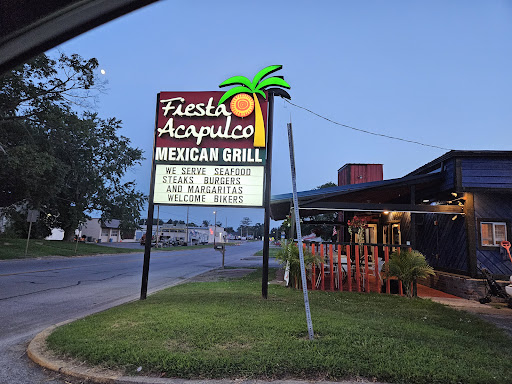 Fiesta
Acapulco
MEXICAN GRILL
WE SERVE SEAFOOD
STEAKS BURGERS
AND MARGARITAS
WELCOME BIKERS